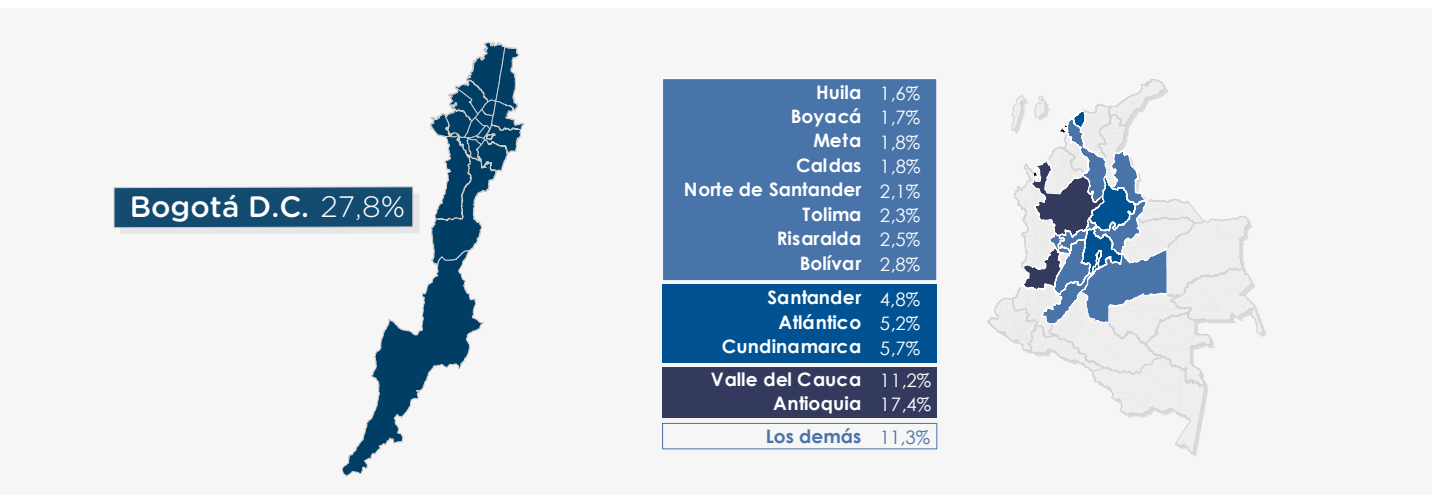 Bogotá D.C. 27,8%
Huila 1,6%
Boyacá 1,7%
Meta 1,8%
Caldas 1,8%
Norte de Santander 2,1%
Tolima 2,3%
Risaralda 2,5%
Bolívar 2,8%
Santander 4,8%
Atlántico 5,2%
Cundinamarca 5,7%
Valle del Cauca 11,2%
Antioquia 17,4%
Los demás 11,3%